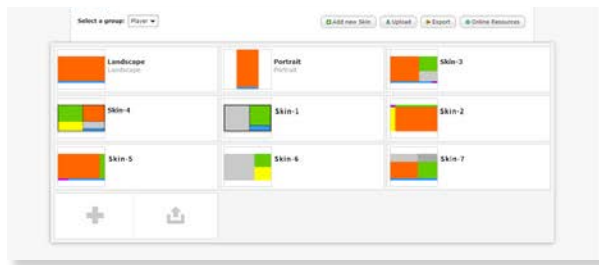 Select a group: Player
Add new Skin Upload Export Online Resources
Landscape
Landscape
Portrait
Portrait
Skin-3
Skin-4
Skin-1
Skin-2
Skin-5
Skin-6
Skin-7